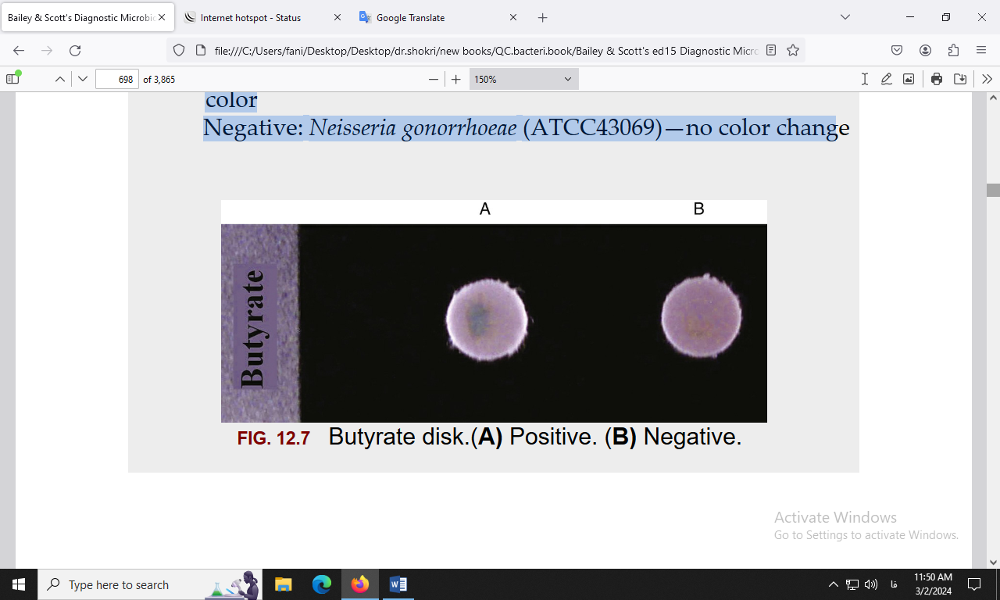 Bailey & Scott's Diagnostic Microbi
Internet hotspot - Status
Google Translate
file:///C:/Users/fani/Desktop/Desktop/dr.shokri/new books/QC.bacteri.book/Bailey & Scott's ed15 Diagnostic Micro
698 of 3,865
150%
color
Negative: Neisseria gonorrhoeae (ATCC43069)—no color change
A B
Butyrate
FIG. 12.7 Butyrate disk.(A) Positive. (B) Negative.
Activate Windows
Go to Settings to activate Windows.
Type here to search
فا
11:50 AM
3/2/2024